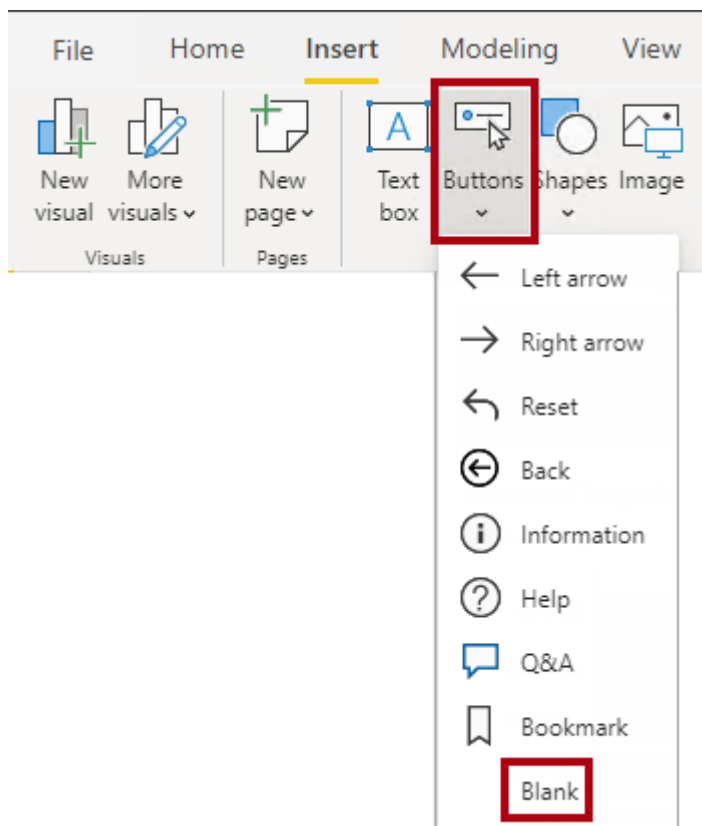 File Home Insert Modeling View
New More New Text Buttons Shapes Image
visual visuals page box
Visuals Pages
Left arrow
Right arrow
Reset
Back
Information
Help
Q&A
Bookmark
Blank